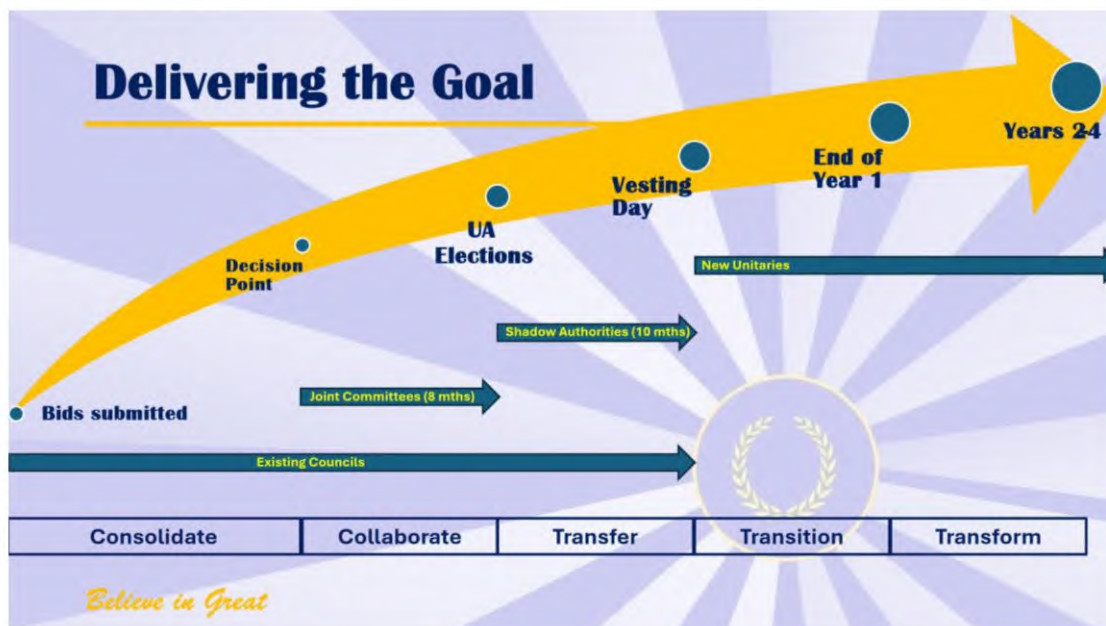 Delivering the Goal
Years 2-4
End of
Year 1
Vesting
Day
UA
Elections
Decision
Point
New Unitaries
Shadow Authorities (10 mths)
Joint Committees (8 mths)
Bids submitted
Existing Councils
Consolidate
Collaborate
Transfer
Transition
Transform
Believe in Great